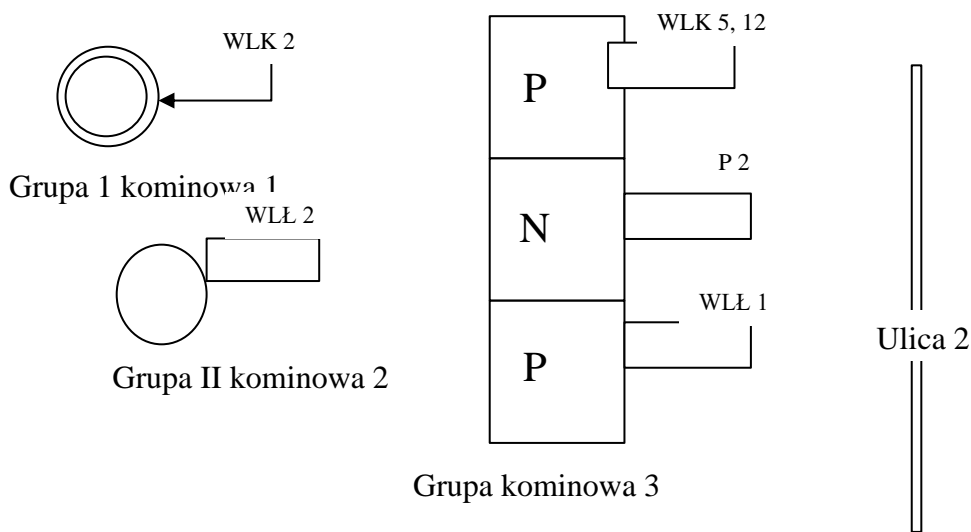 WLK 2
Grupa 1 kominowa 1
WLŁ 2
Grupa II kominowa 2
WLK 5, 12
P
P 2
N
WLŁ 1
P
Grupa kominowa 3
Ulica 2